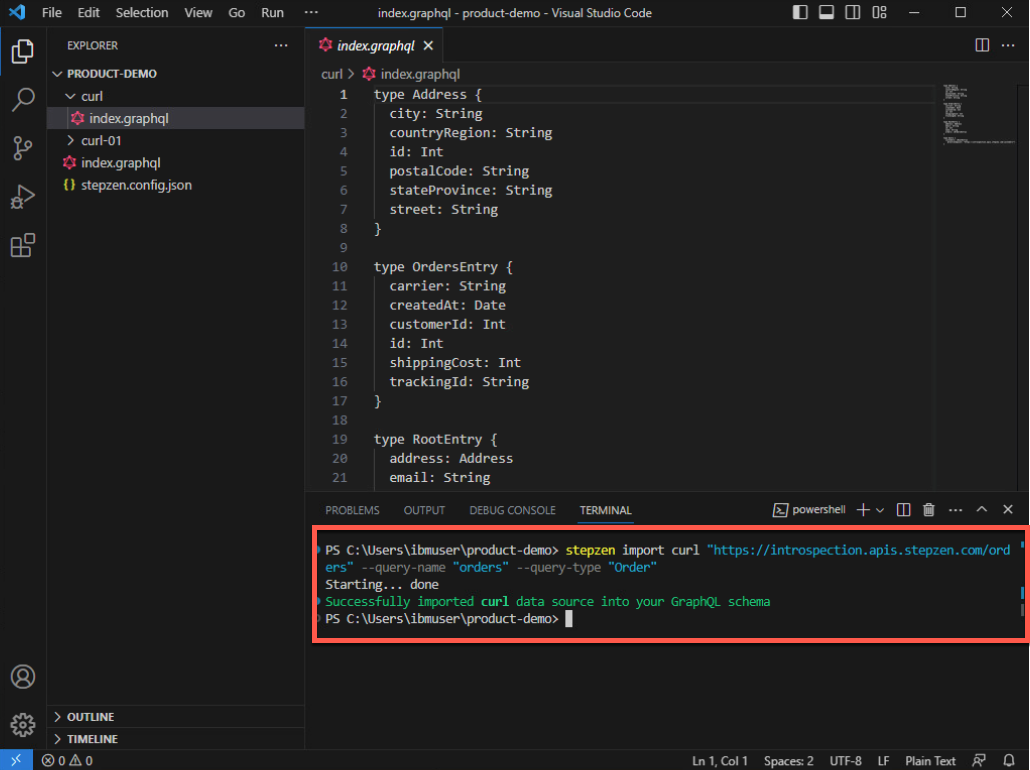 File Edit Selection View Go Run ··· index.graphql - product-demo - Visual Studio Code
EXPLORER ···
PRODUCT-DEMO
curl
index.graphql
curl-01
index.graphql
{} stepzen.config.json
OUTLINE
TIMELINE
index.graphql
curl > index.graphql
1 type Address {
2 city: String
3 countryRegion: String
4 id: Int
5 postalCode: String
6 stateProvince: String
7 street: String
8 }
9
10 type OrdersEntry {
11 carrier: String
12 createdAt: Date
13 customerId: Int
14 id: Int
15 shippingCost: Int
16 trackingId: String
17 }
18
19 type RootEntry {
20 address: Address
21 email: String
PROBLEMS OUTPUT DEBUG CONSOLE TERMINAL powershell
PS C:\Users\ibmuser\product-demo> stepzen import curl "https://introspection.apis.stepzen.com/ord
ers" --query-name "orders" --query-type "Order"
Starting... done
Successfully imported curl data source into your GraphQL schema
PS C:\Users\ibmuser\product-demo>
0 0 Ln 1, Col 1 Spaces: 2 UTF-8 LF Plain Text